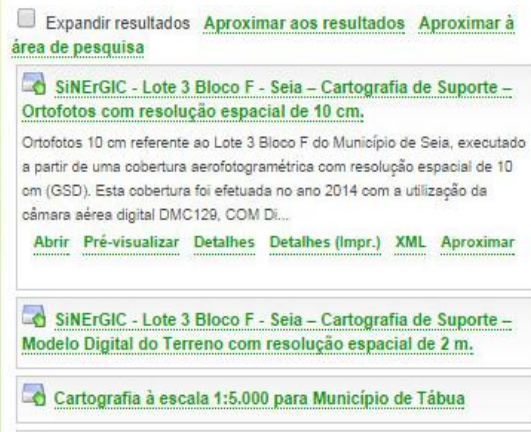 Expandir resultados Aproximar aos resultados Aproximar à
área de pesquisa
SiNErGIC - Lote 3 Bloco F - Seia – Cartografia de Suporte –
Ortofotos com resolução espacial de 10 cm.
Ortofotos 10 cm referente ao Lote 3 Bloco F do Município de Seia, executado
a partir de uma cobertura aerofotogramétrica com resolução espacial de 10
cm (GSD). Esta cobertura foi efetuada no ano 2014 com a utilização da
câmara aérea digital DMC129, COM Di...
Abrir Pré-visualizar Detalhes Detalhes (Impr.) XML Aproximar
SiNErGIC - Lote 3 Bloco F - Seia – Cartografia de Suporte –
Modelo Digital do Terreno com resolução espacial de 2 m.
Cartografia à escala 1:5.000 para Município de Tábua